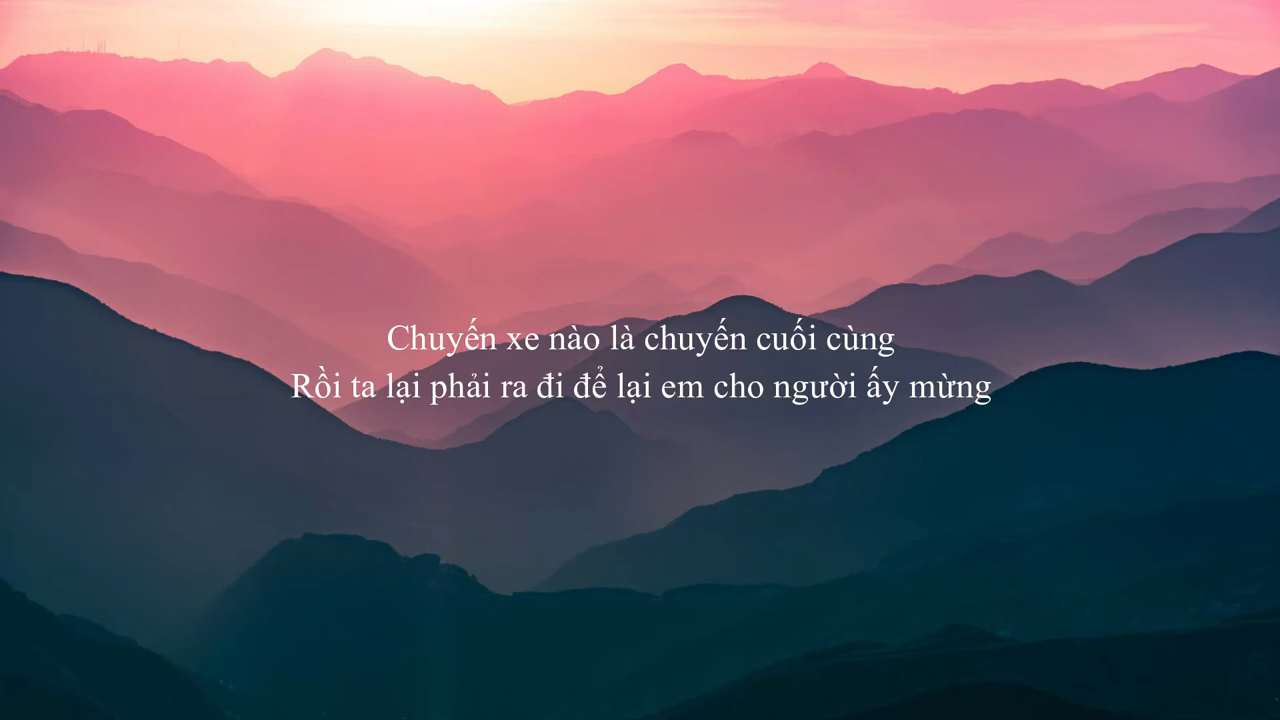 Chuyến xe nào là chuyến cuối cùng
Rồi ta lại phải ra đi để lại em cho người ấy mừng